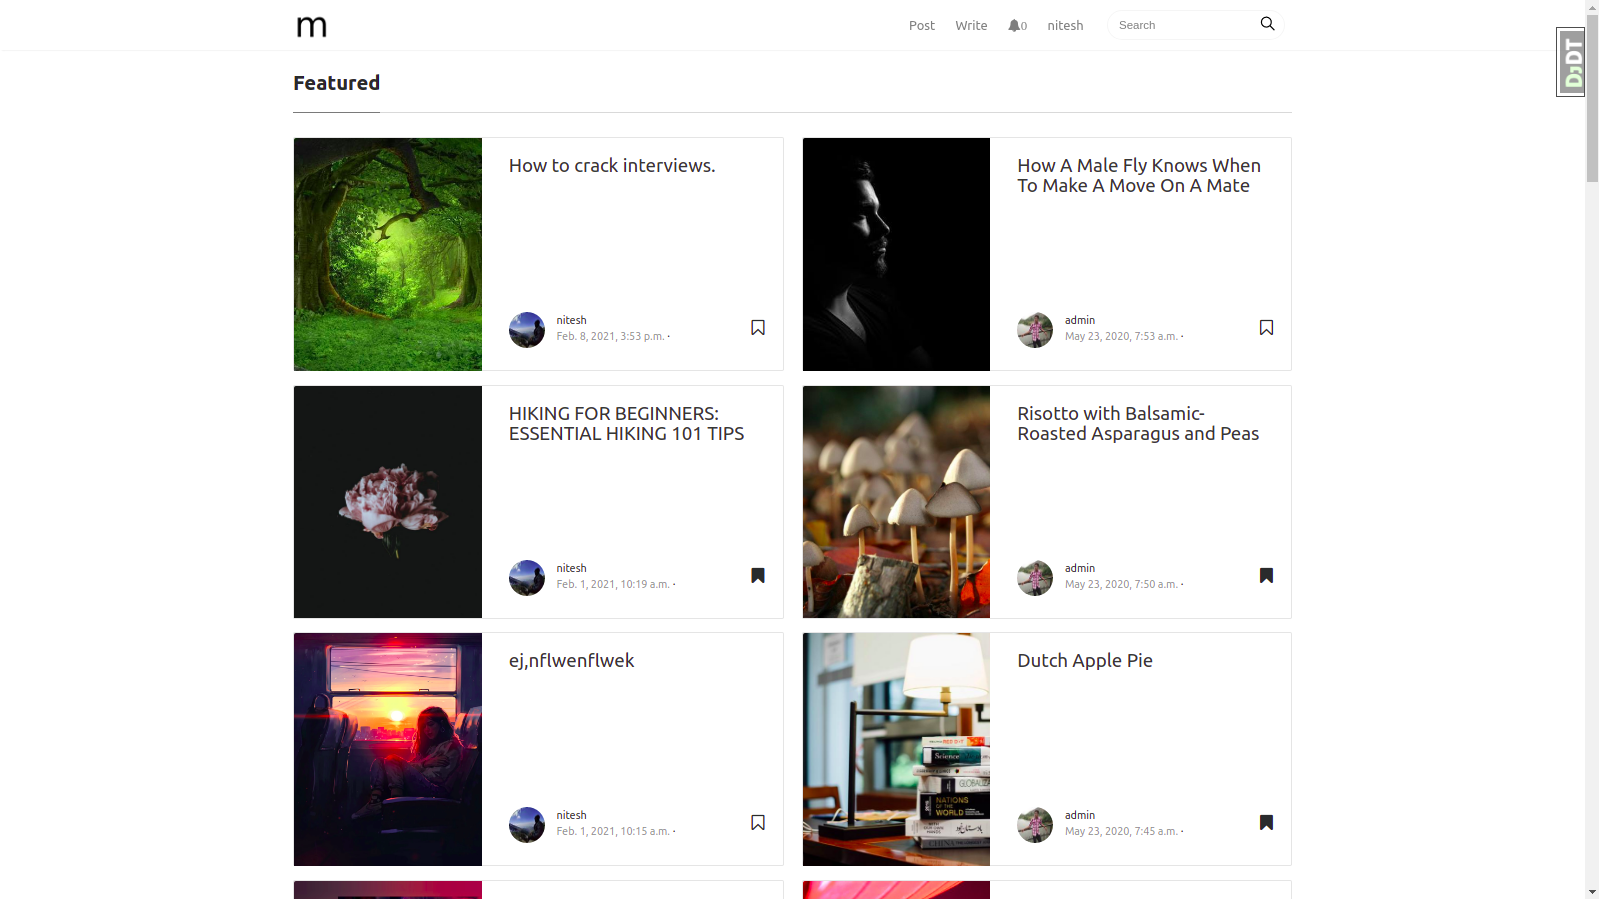 m
Post
Write
0
nitesh
Search
DJDT
Featured
How to crack interviews.
nitesh
Feb. 8, 2021, 3:53 p.m. ·
How A Male Fly Knows When
To Make A Move On A Mate
admin
May 23, 2020, 7:53 a.m. ·
HIKING FOR BEGINNERS:
ESSENTIAL HIKING 101 TIPS
nitesh
Feb. 1, 2021, 10:19 a.m. ·
Risotto with Balsamic-
Roasted Asparagus and Peas
admin
May 23, 2020, 7:50 a.m. ·
ej,nflwenflwek
nitesh
Feb. 1, 2021, 10:15 a.m. ·
Dutch Apple Pie
admin
May 23, 2020, 7:45 a.m. ·
Science
NATIONS
OF THE
WORLD
CHINA